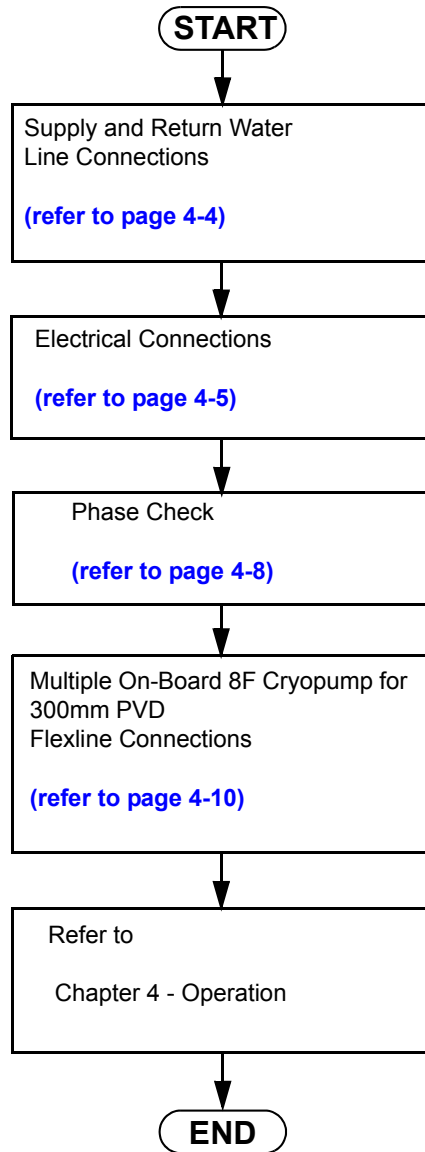 START
Supply and Return Water
Line Connections
(refer to page 4-4)
Electrical Connections
(refer to page 4-5)
Phase Check
(refer to page 4-8)
Multiple On-Board 8F Cryopump for
300mm PVD
Flexline Connections
(refer to page 4-10)
Refer to
Chapter 4 - Operation
END